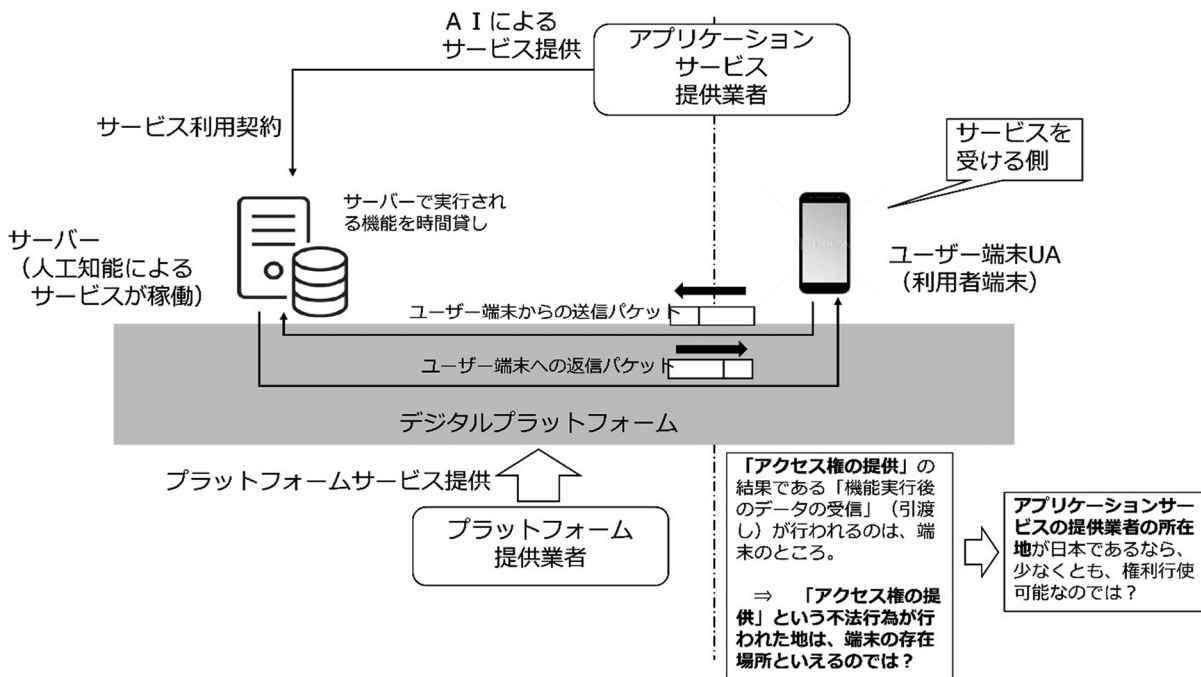 ＡＩによる
サービス提供
アプリケーション
サービス
提供業者
サービス利用契約
サービスを
受ける側
サーバーで実行され
る機能を時間貸し
サーバー
（人工知能による
サービスが稼働）
ユーザー端末UA
（利用者端末）
ユーザー端末からの送信パケット
ユーザー端末への返信パケット
デジタルプラットフォーム
プラットフォームサービス提供
プラットフォーム
提供業者
「アクセス権の提供」の
結果である「機能実行後
のデータの受信」（引渡
し）が行われるのは、端
末のところ。
⇒　「アクセス権の提
供」という不法行為が行
われた地は、端末の存在
場所といえるのでは？
アプリケーションサー
ビスの提供業者の所在
地が日本であるなら、
少なくとも、権利行使
可能なのでは？